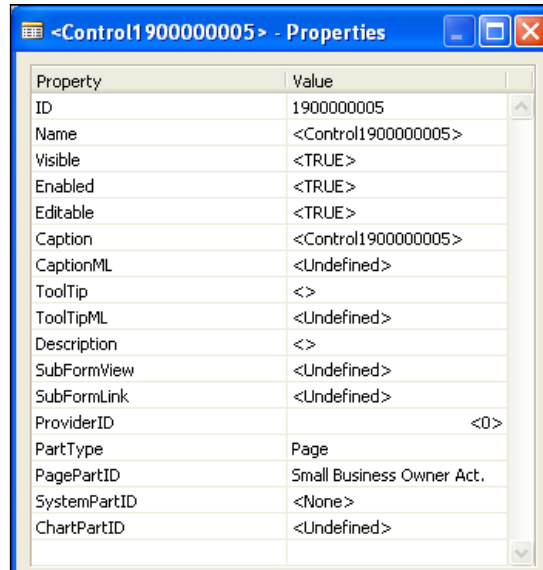 <Control1900000005> - Properties
Property Value
ID 1900000005
Name <Control1900000005>
Visible <TRUE>
Enabled <TRUE>
Editable <TRUE>
Caption <Control1900000005>
CaptionML <Undefined>
ToolTip <>
ToolTipML <Undefined>
Description <>
SubFormView <Undefined>
SubFormLink <Undefined>
ProviderID <0>
PartType Page
PagePartID Small Business Owner Act.
SystemPartID <None>
ChartPartID <Undefined>